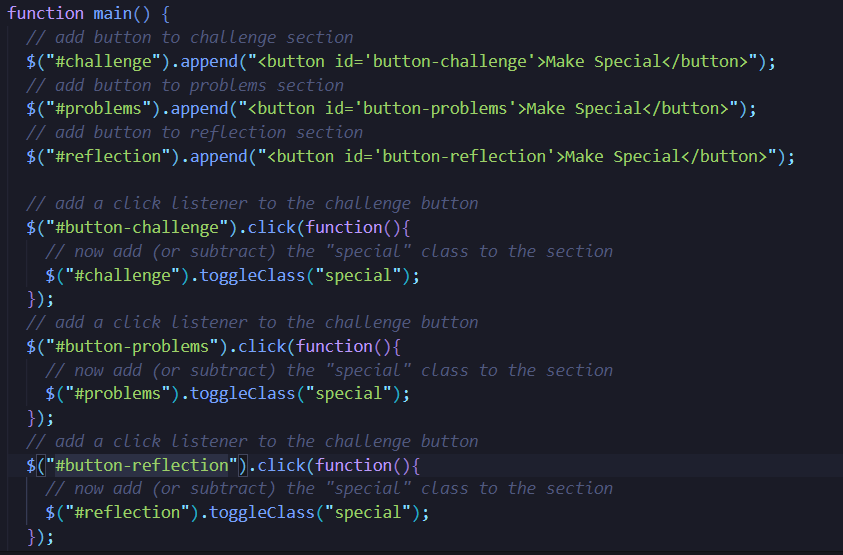 function main() {
// add button to challenge section
$("#challenge").append("<button id='button-challenge'>Make Special</button>");
// add button to problems section
$("#problems").append("<button id='button-problems'>Make Special</button>");
// add button to reflection section
$("#reflection").append("<button id='button-reflection'>Make Special</button>");
// add a click listener to the challenge button
$("#button-challenge").click(function(){
// now add (or subtract) the "special" class to the section
$("#challenge").toggleClass("special");
});
// add a click listener to the challenge button
$("#button-problems").click(function(){
// now add (or subtract) the "special" class to the section
$("#problems").toggleClass("special");
});
// add a click listener to the challenge button
$("#button-reflection").click(function(){
// now add (or subtract) the "special" class to the section
$("#reflection").toggleClass("special");
});